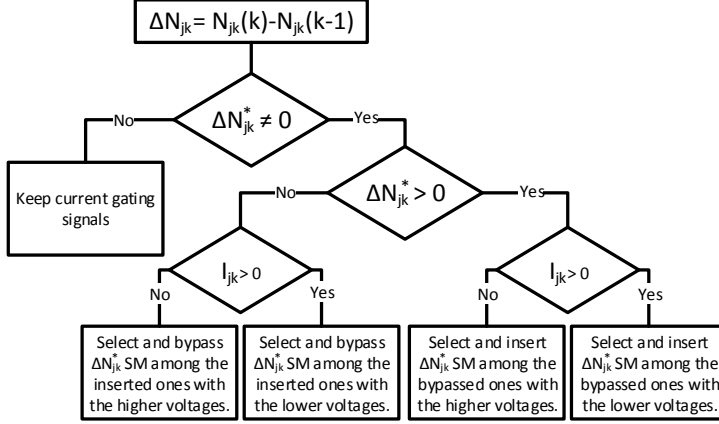 ΔN_jk = N_jk(k)-N_jk(k-1)
ΔN*_jk ≠ 0
No
Yes
Keep current gating
signals
ΔN*_jk > 0
No
Yes
I_jk > 0
No
Yes
I_jk > 0
No
Yes
Select and bypass
ΔN*_jk SM among the
inserted ones with
the higher voltages.
Select and bypass
ΔN*_jk SM among the
inserted ones with
the lower voltages.
Select and insert
ΔN*_jk SM among the
bypassed ones with
the higher voltages.
Select and insert
ΔN*_jk SM among the
bypassed ones with
the lower voltages.